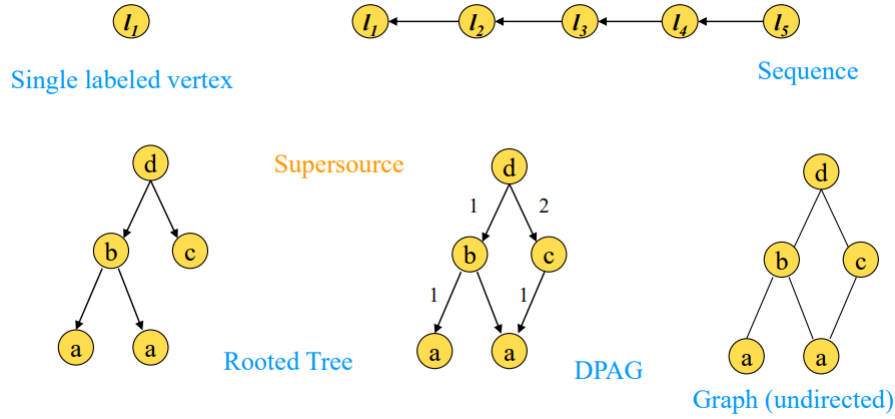 l1
l1 l2 l3 l4 l5
Single labeled vertex
Sequence
d
Supersource
d
d
1 2
b c
b c
b c
1 1
a a
a a
a a
Rooted Tree
DPAG
Graph (undirected)